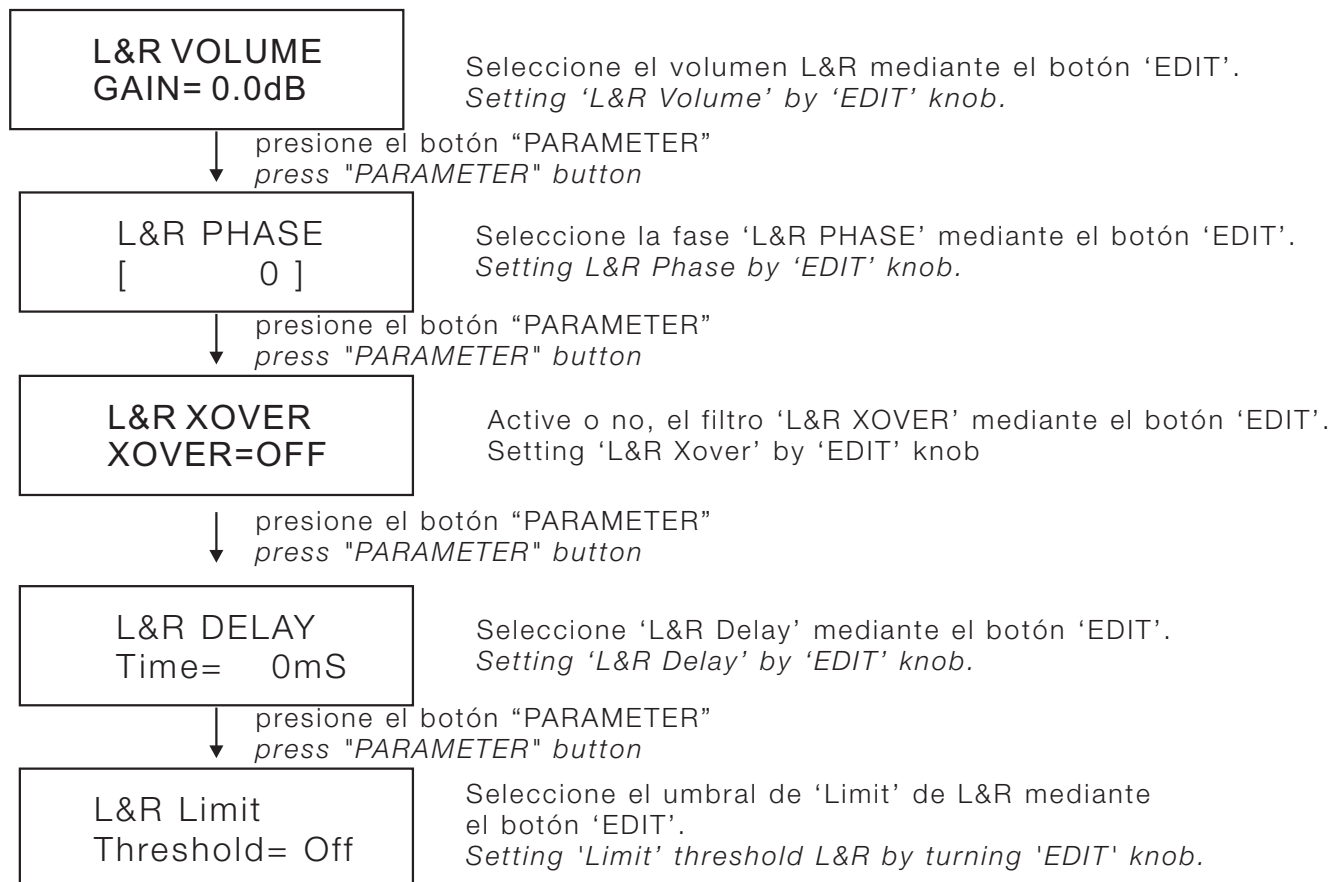 L&R VOLUME
GAIN= 0.0dB
Seleccione el volumen L&R mediante el botón ‘EDIT’.
Setting ‘L&R Volume’ by ‘EDIT’ knob.
presione el botón “PARAMETER”
press "PARAMETER" button
L&R PHASE
[ 0 ]
Seleccione la fase ‘L&R PHASE’ mediante el botón ‘EDIT’.
Setting L&R Phase by ‘EDIT’ knob.
presione el botón “PARAMETER”
press "PARAMETER" button
L&R XOVER
XOVER=OFF
Active o no, el filtro ‘L&R XOVER’ mediante el botón ‘EDIT’.
Setting ‘L&R Xover’ by ‘EDIT’ knob
presione el botón “PARAMETER”
press "PARAMETER" button
L&R DELAY
Time= 0mS
Seleccione ‘L&R Delay’ mediante el botón ‘EDIT’.
Setting ‘L&R Delay’ by ‘EDIT’ knob.
presione el botón “PARAMETER”
press "PARAMETER" button
L&R Limit
Threshold= Off
Seleccione el umbral de ‘Limit’ de L&R mediante
el botón ‘EDIT’.
Setting 'Limit’ threshold L&R by turning 'EDIT' knob.